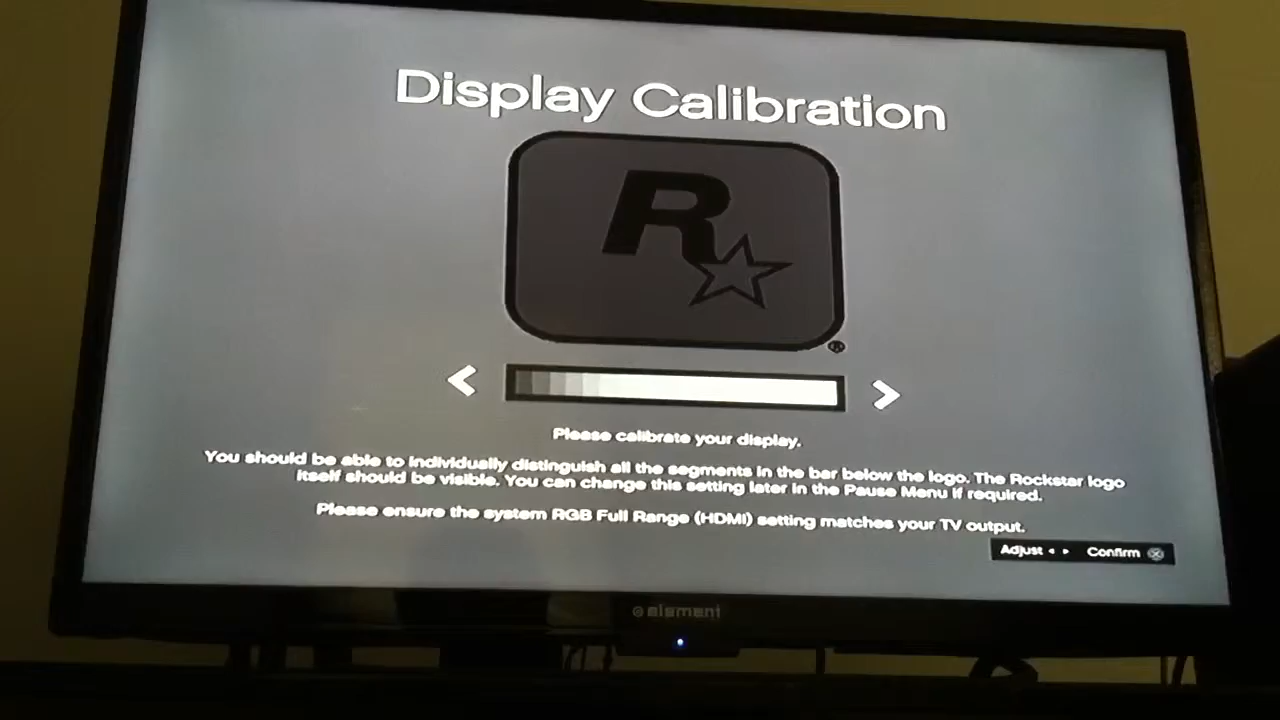 Display Calibration
R
Please calibrate your display.
You should be able to individually distinguish all the segments in the bar below the logo. The Rockstar logo
itself should be visible. You can change this setting later in the Pause Menu if required.
Please ensure the system RGB Full Range (HDMI) setting matches your TV output.
Adjust Confirm
element